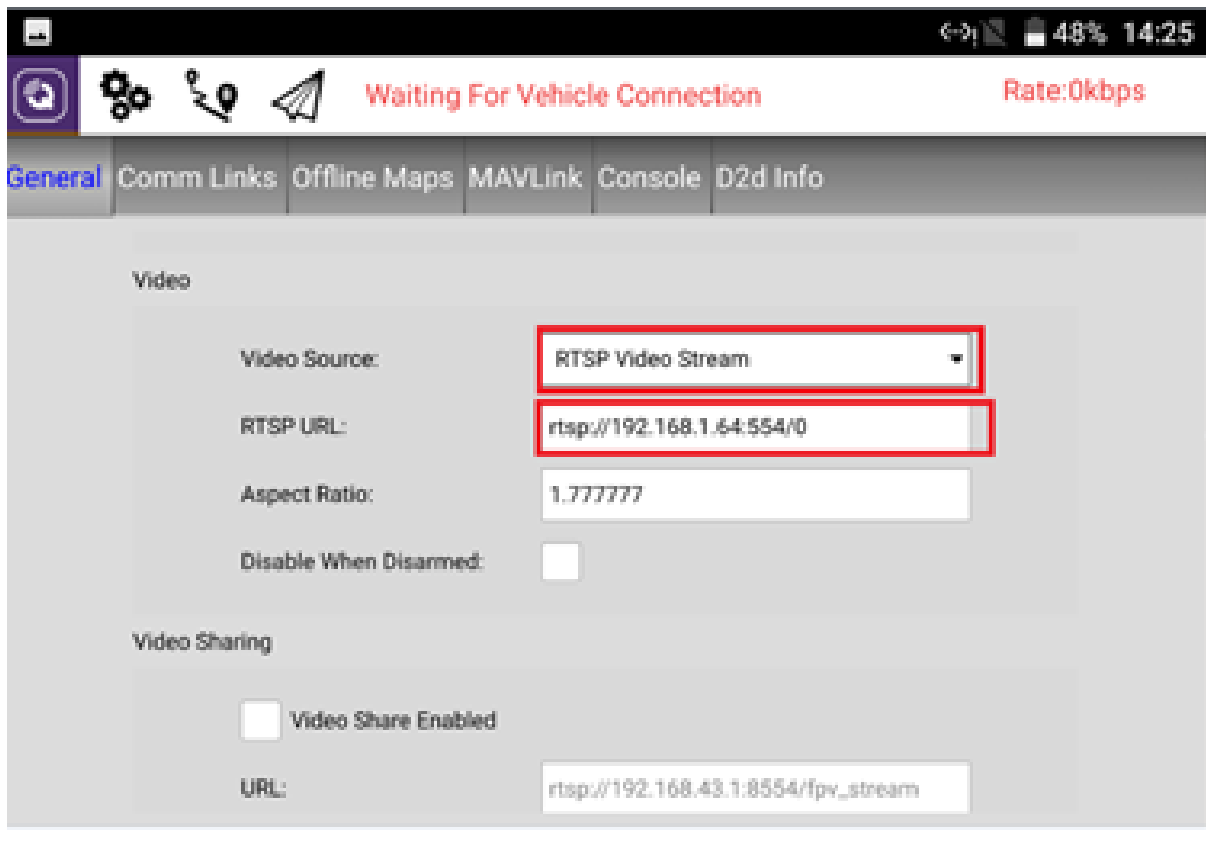 48% 14:25
Waiting For Vehicle Connection Rate:0kbps
General Comm Links Offline Maps MAVLink Console D2d Info
Video
Video Source: RTSP Video Stream
RTSP URL: rtsp://192.168.1.64:554/0
Aspect Ratio: 1.777777
Disable When Disarmed:
Video Sharing
Video Share Enabled
URL: rtsp://192.168.43.1:8554/fpv_stream